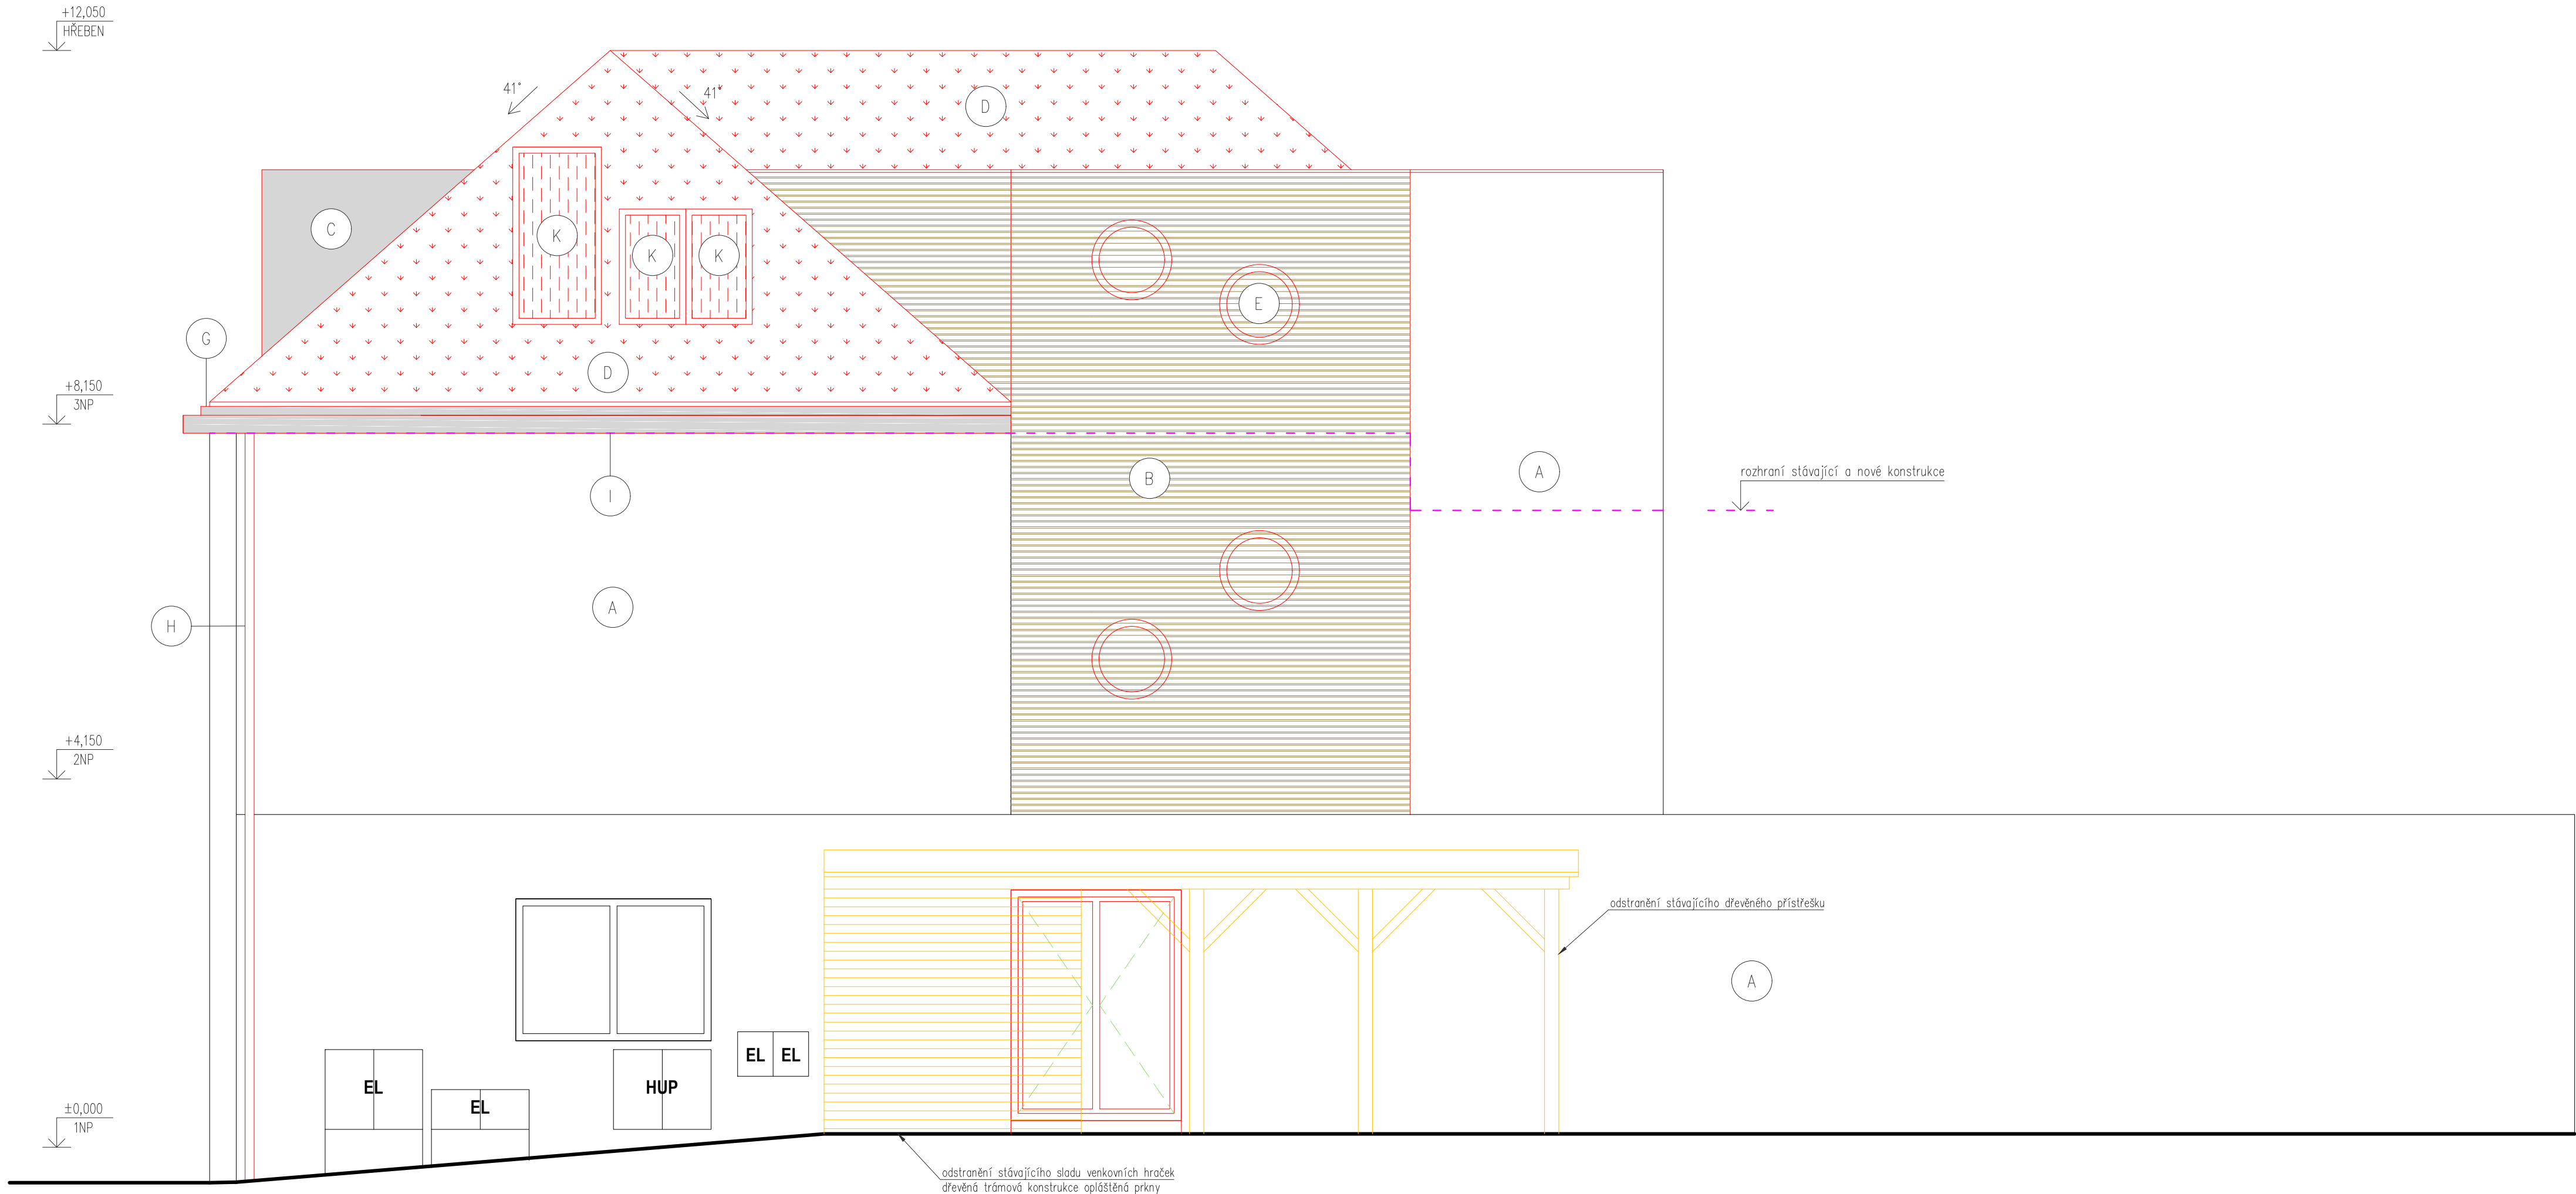 +12,050
HŘEBEN
41°
41°
D
C
K
K
K
E
G
D
+8,150
3NP
I
B
A
rozhraní stávající a nové konstrukce
A
H
+4,150
2NP
odstranění stávajícího dřevěného přístřešku
A
EL
EL
HUP
EL EL
±0,000
1NP
odstranění stávajícího sladu venkovních hraček
dřevěná trámová konstrukce opláštěná prkny